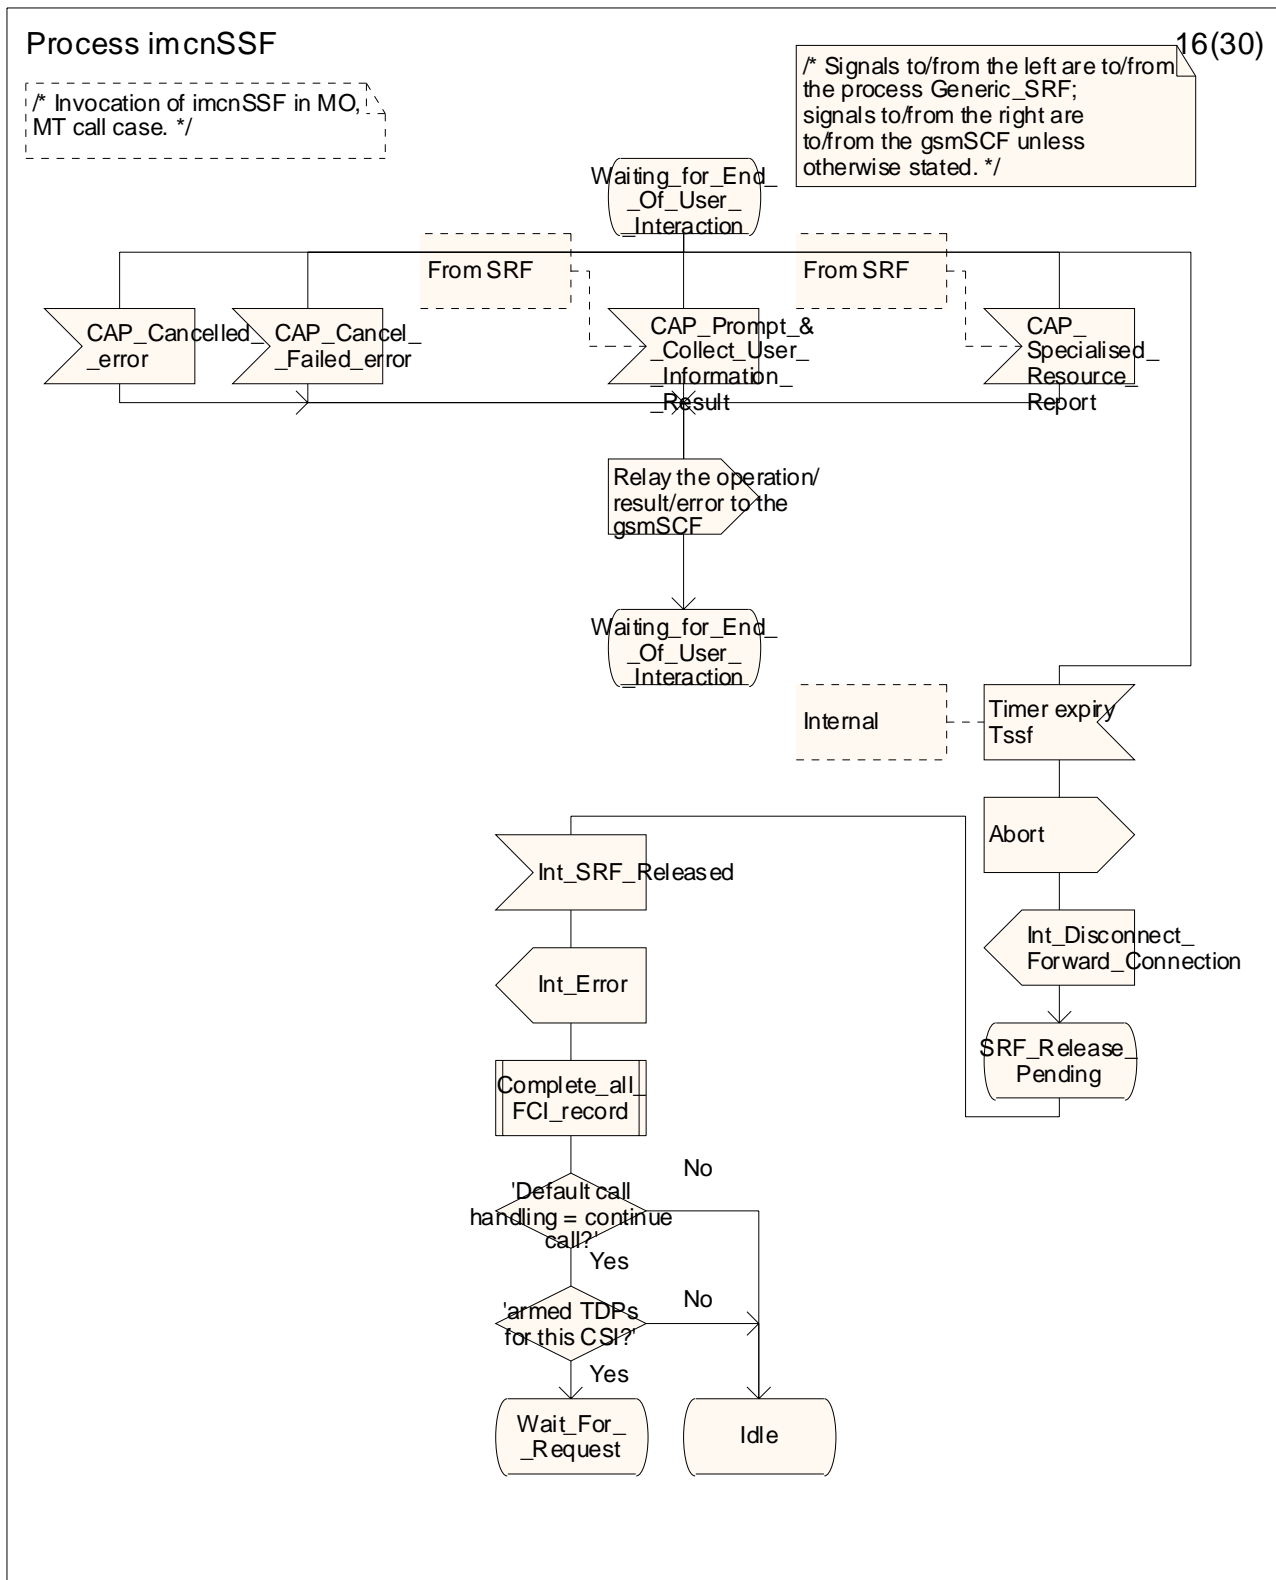 Process imcnSSF
16(30)
/* Invocation of imcnSSF in MO,
MT call case. */
/* Signals to/from the left are to/from
the process Generic_SRF;
signals to/from the right are
to/from the gsmSCF unless
otherwise stated. */
Waiting_for_End_
_Of_User_
_Interaction
From SRF
From SRF
CAP_Cancelled_
_error
CAP_Cancel_
_Failed_error
CAP_Prompt_&
_Collect_User_
_Information_
_Result
CAP_
Specialised_
Resource_
Report
Relay the operation/
result/error to the
gsmSCF
Waiting_for_End_
_Of_User_
_Interaction
Internal
Timer expiry
Tssf
Abort
Int_SRF_Released
Int_Disconnect_
Forward_Connection
Int_Error
SRF_Release_
Pending
Complete_all_
FCI_record
No
'Default call
handling = continue
call?'
Yes
No
'armed TDPs
for this CSI?'
Yes
Wait_For_
_Request
Idle